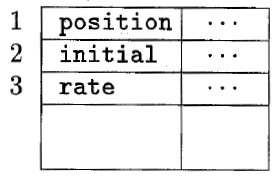 1 position ...
2 initial ...
3 rate ...